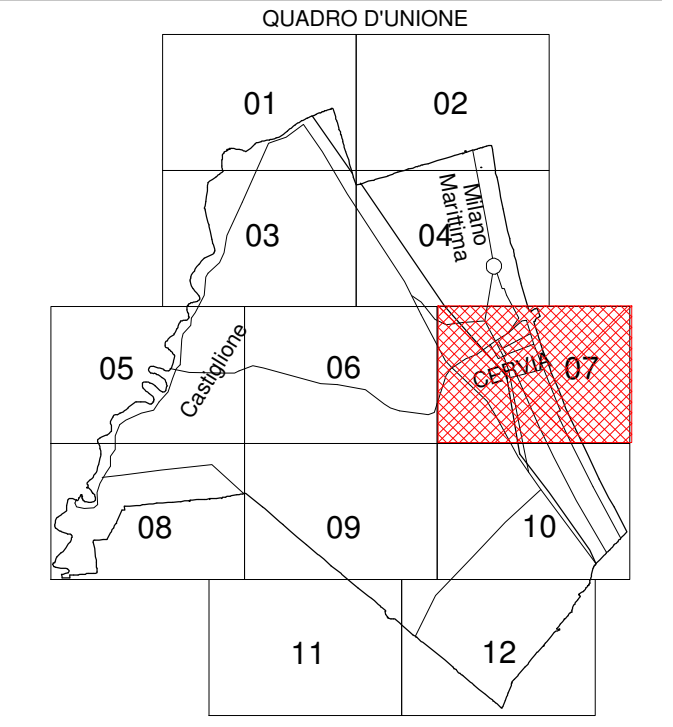 QUADRO D'UNIONE
01
02
03
04
Milano
Marittima
05
Castiglione
06
CERVIA
07
08
09
10
11
12